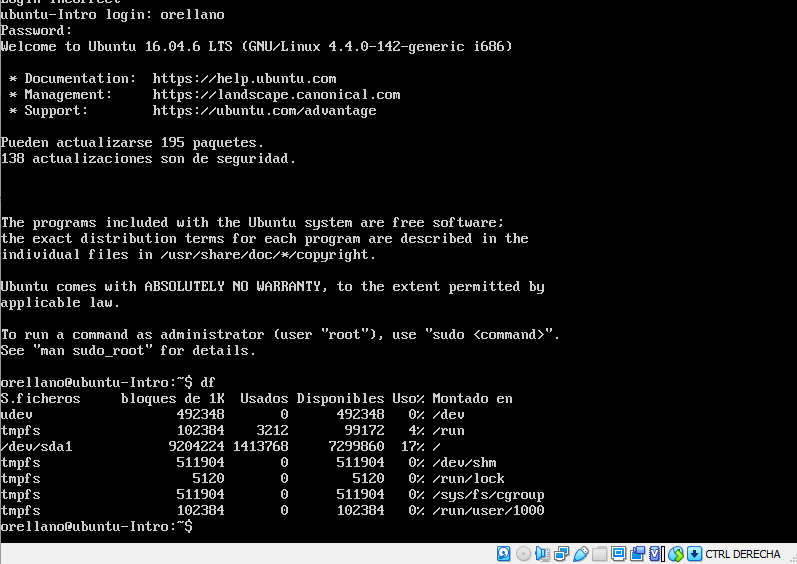 Login incorrect
ubuntu-Intro login: orellano
Password:
Welcome to Ubuntu 16.04.6 LTS (GNU/Linux 4.4.0-142-generic i686)
* Documentation:  https://help.ubuntu.com
* Management:     https://landscape.canonical.com
* Support:        https://ubuntu.com/advantage
Pueden actualizarse 195 paquetes.
138 actualizaciones son de seguridad.
The programs included with the Ubuntu system are free software;
the exact distribution terms for each program are described in the
individual files in /usr/share/doc/*/copyright.
Ubuntu comes with ABSOLUTELY NO WARRANTY, to the extent permitted by
applicable law.
To run a command as administrator (user "root"), use "sudo <command>".
See "man sudo_root" for details.
orellano@ubuntu-Intro:~$ df
S.ficheros     bloques de 1K  Usados Disponibles Uso% Montado en
udev                  492348       0      492348   0% /dev
tmpfs                 102384    3212       99172   4% /run
/dev/sda1            9204224 1413768     7299860  17% /
tmpfs                 511904       0      511904   0% /dev/shm
tmpfs                   5120       0        5120   0% /run/lock
tmpfs                 511904       0      511904   0% /sys/fs/cgroup
tmpfs                 102384       0      102384   0% /run/user/1000
orellano@ubuntu-Intro:~$
CTRL DERECHA